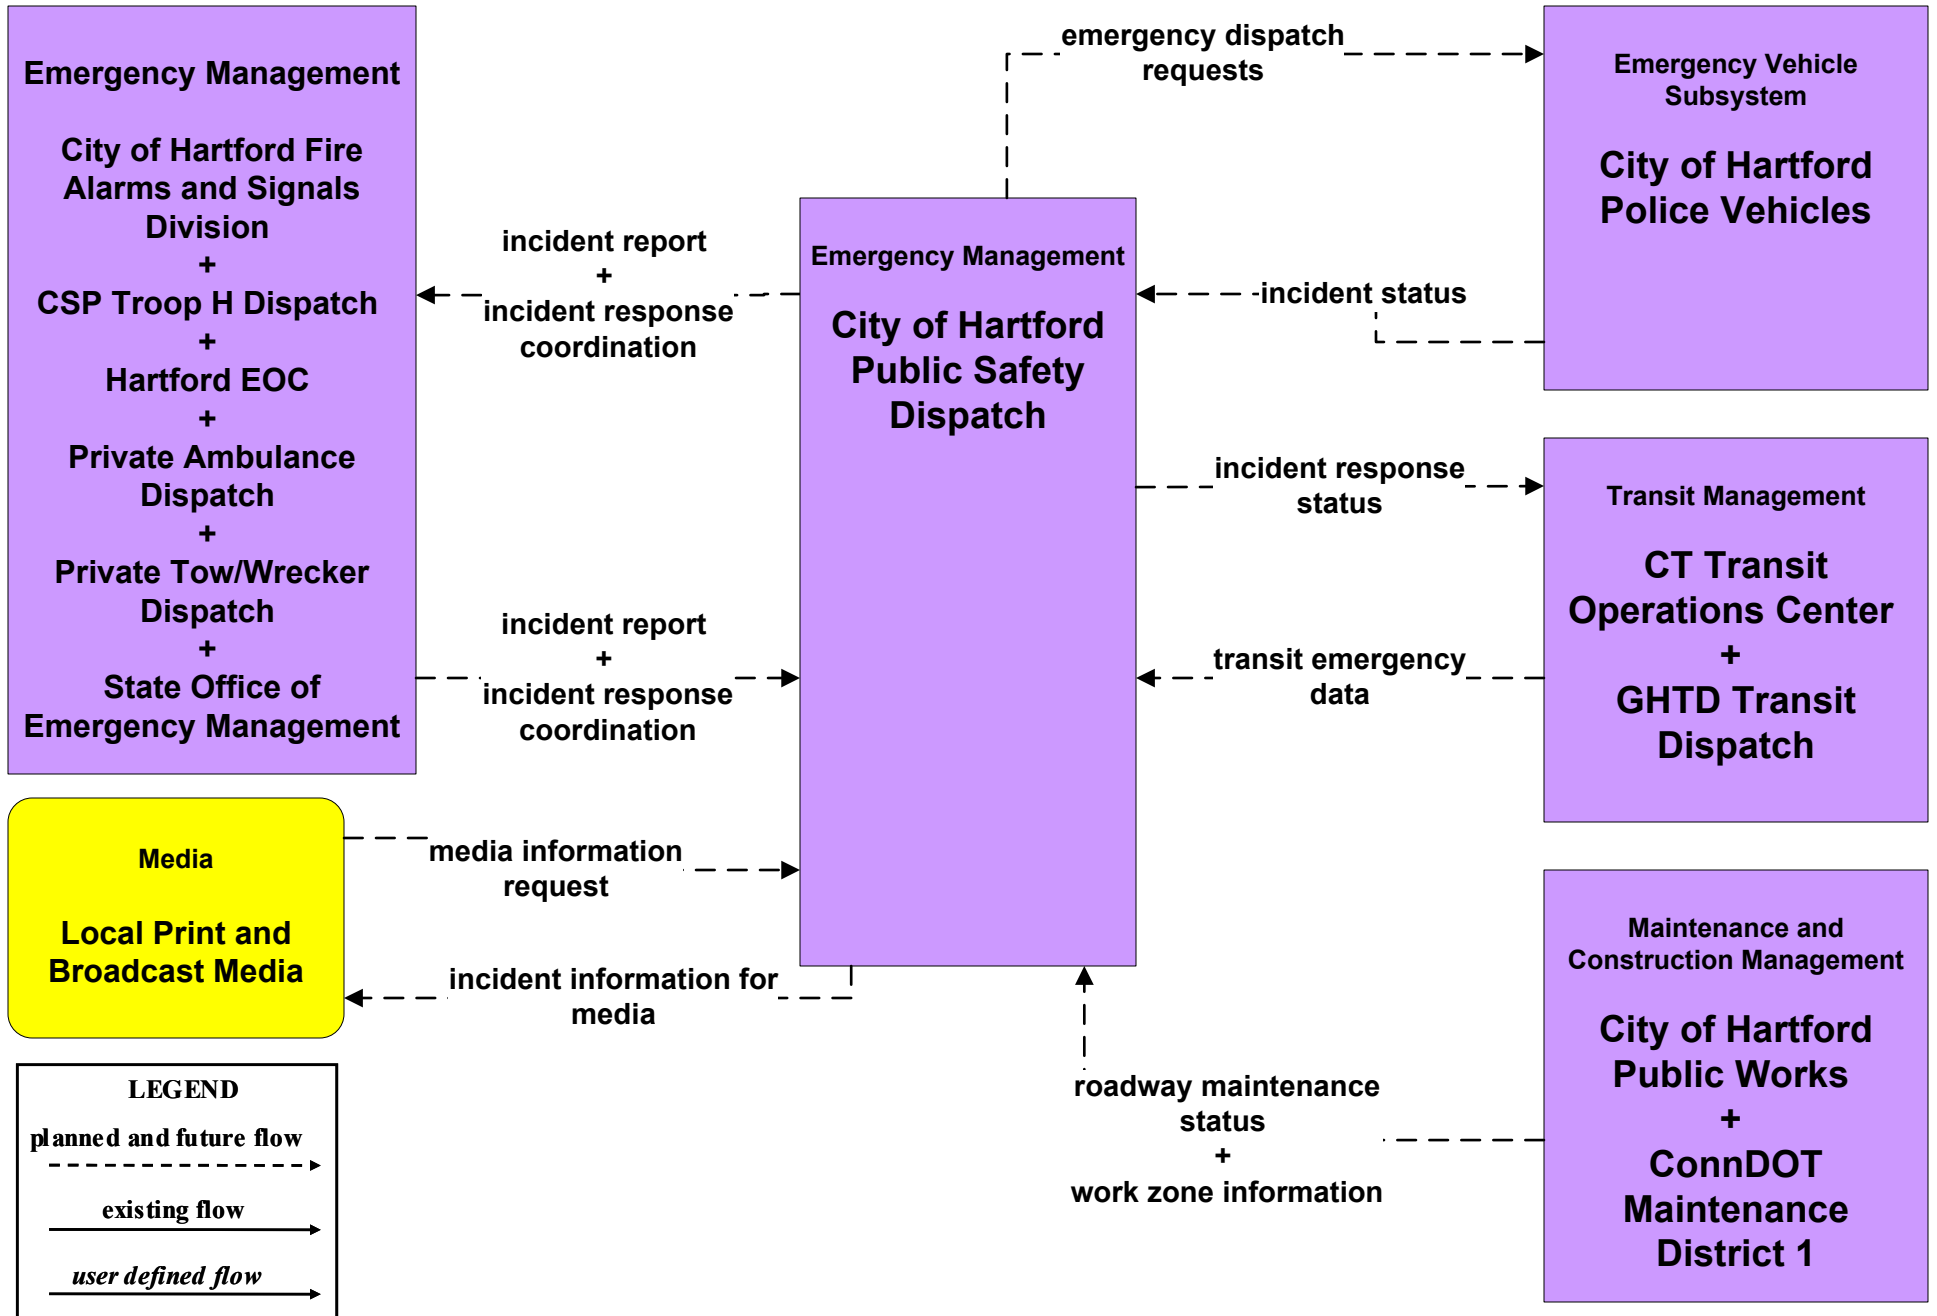 Emergency Management
City of Hartford Fire
Alarms and Signals
Division
+
CSP Troop H Dispatch
+
Hartford EOC
+
Private Ambulance
Dispatch
+
Private Tow/Wrecker
Dispatch
+
State Office of
Emergency Management
incident report
+
incident response
coordination
incident report
+
incident response
coordination
Media
Local Print and
Broadcast Media
media information
request
incident information for
media
LEGEND
planned and future flow
existing flow
user defined flow
Emergency Management
City of Hartford
Public Safety
Dispatch
emergency dispatch
requests
incident status
incident response
status
transit emergency
data
roadway maintenance
status
+
work zone information
Emergency Vehicle
Subsystem
City of Hartford
Police Vehicles
Transit Management
CT Transit
Operations Center
+
GHTD Transit
Dispatch
Maintenance and
Construction Management
City of Hartford
Public Works
+
ConnDOT
Maintenance
District 1